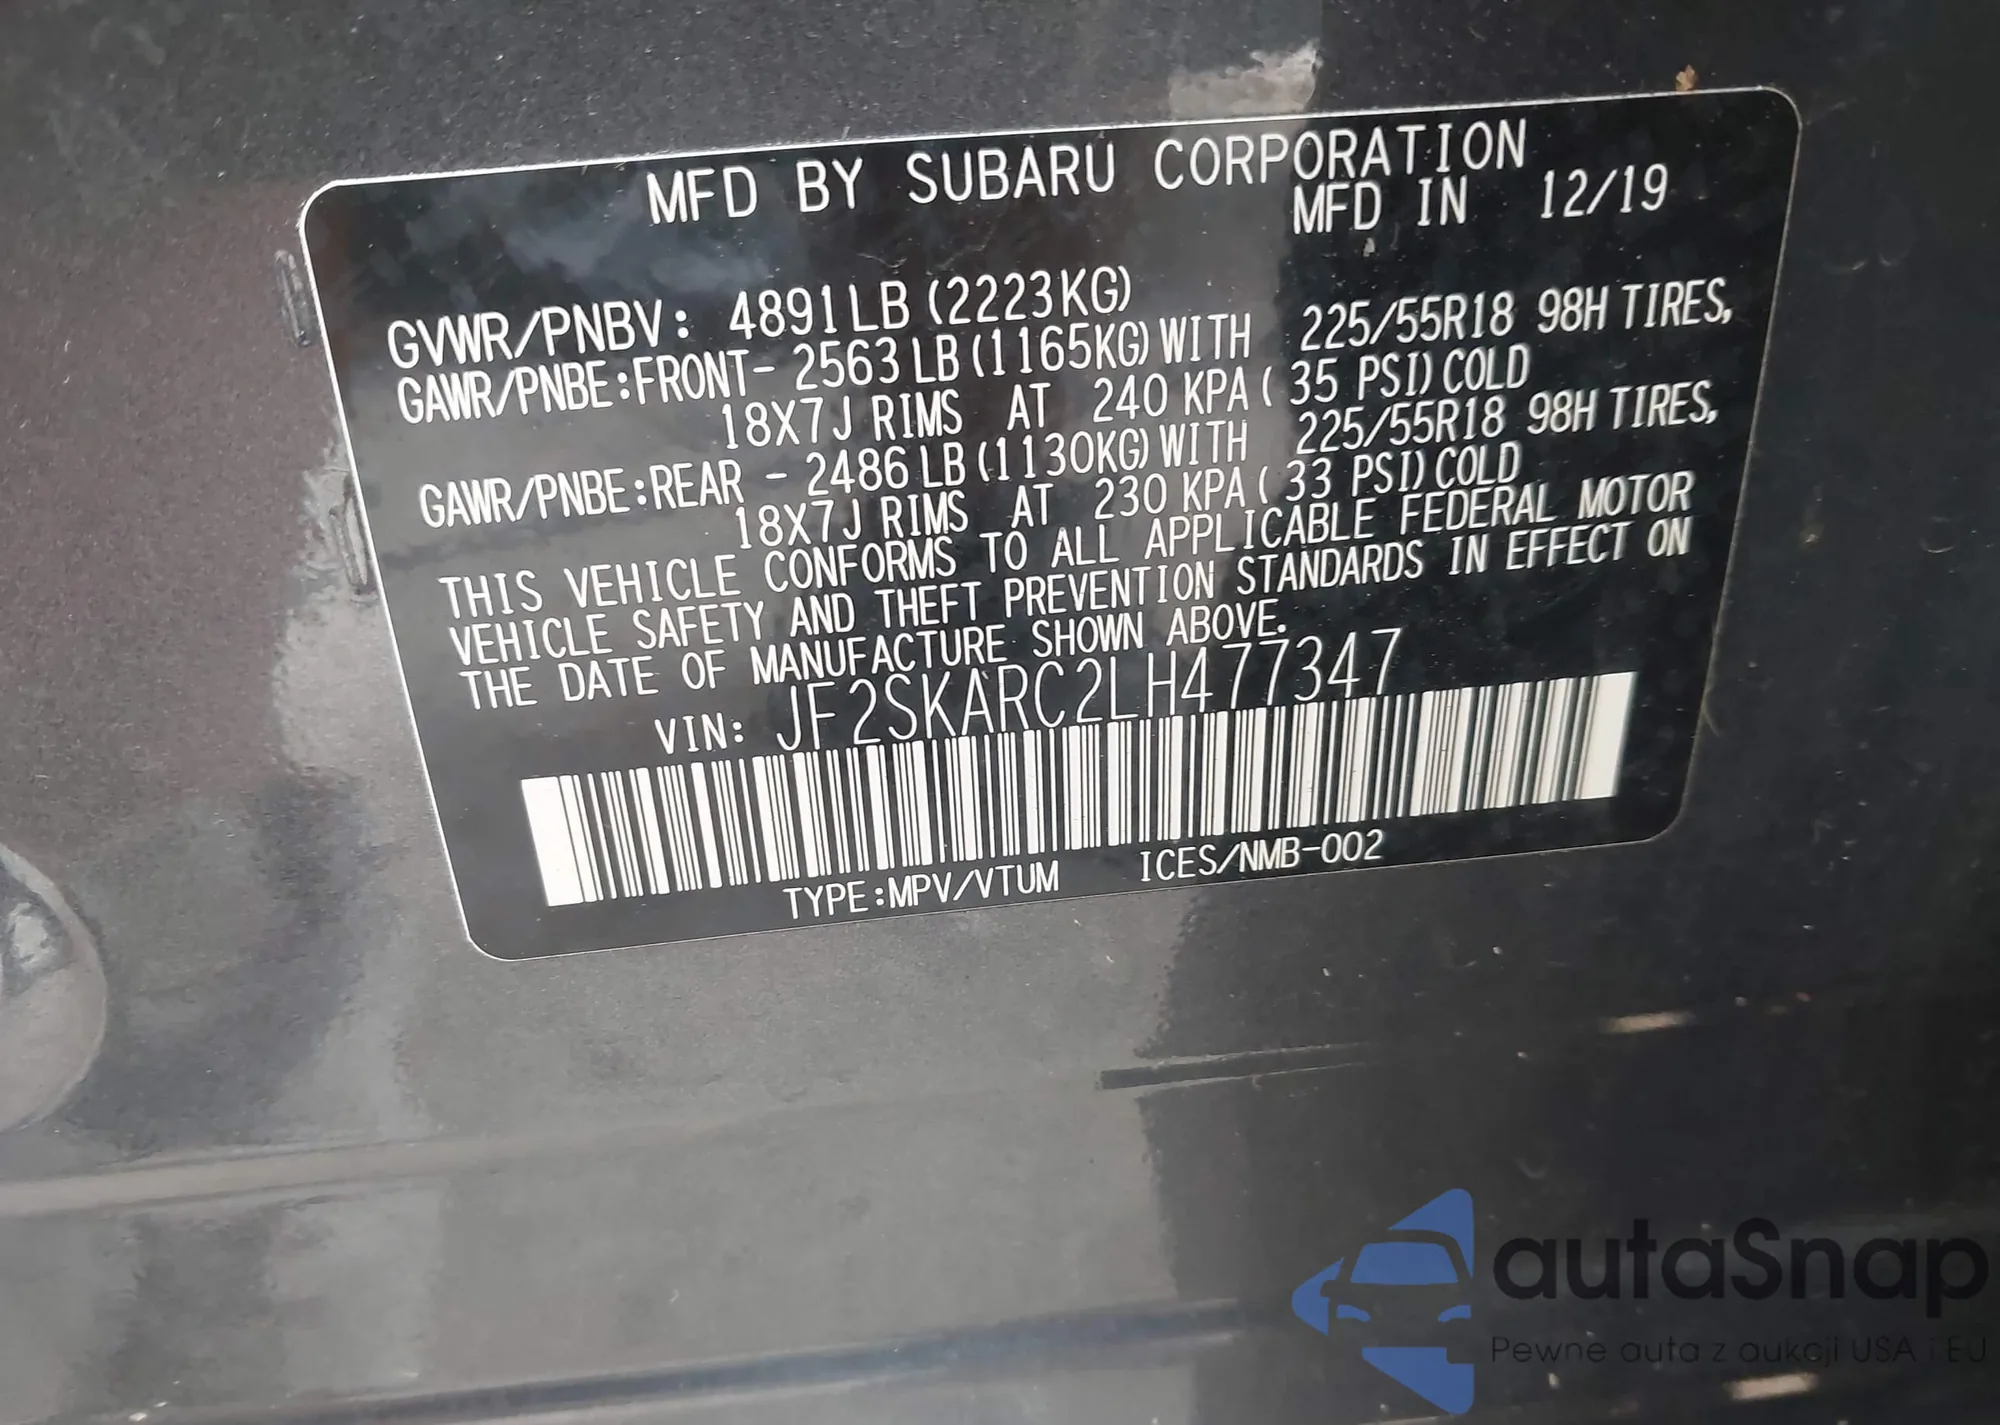 MFD BY SUBARU CORPORATION
MFD IN 12/19
GVWR/PNBV: 4891LB (2223KG)
GAWR/PNBE:FRONT- 2563 LB (1165KG) WITH 225/55R18 98H TIRES,
18X7J RIMS AT 240 KPA ( 35 PSI) COLD
GAWR/PNBE:REAR - 2486 LB (1130KG) WITH 225/55R18 98H TIRES,
18X7J RIMS AT 230 KPA ( 33 PSI) COLD
THIS VEHICLE CONFORMS TO ALL APPLICABLE FEDERAL MOTOR
VEHICLE SAFETY AND THEFT PREVENTION STANDARDS IN EFFECT ON
THE DATE OF MANUFACTURE SHOWN ABOVE.
VIN: JF2SKARC2LH477347
TYPE:MPV/VTUM ICES/NMB-002
autaSnap
Pewne auta z aukcji USA i EU